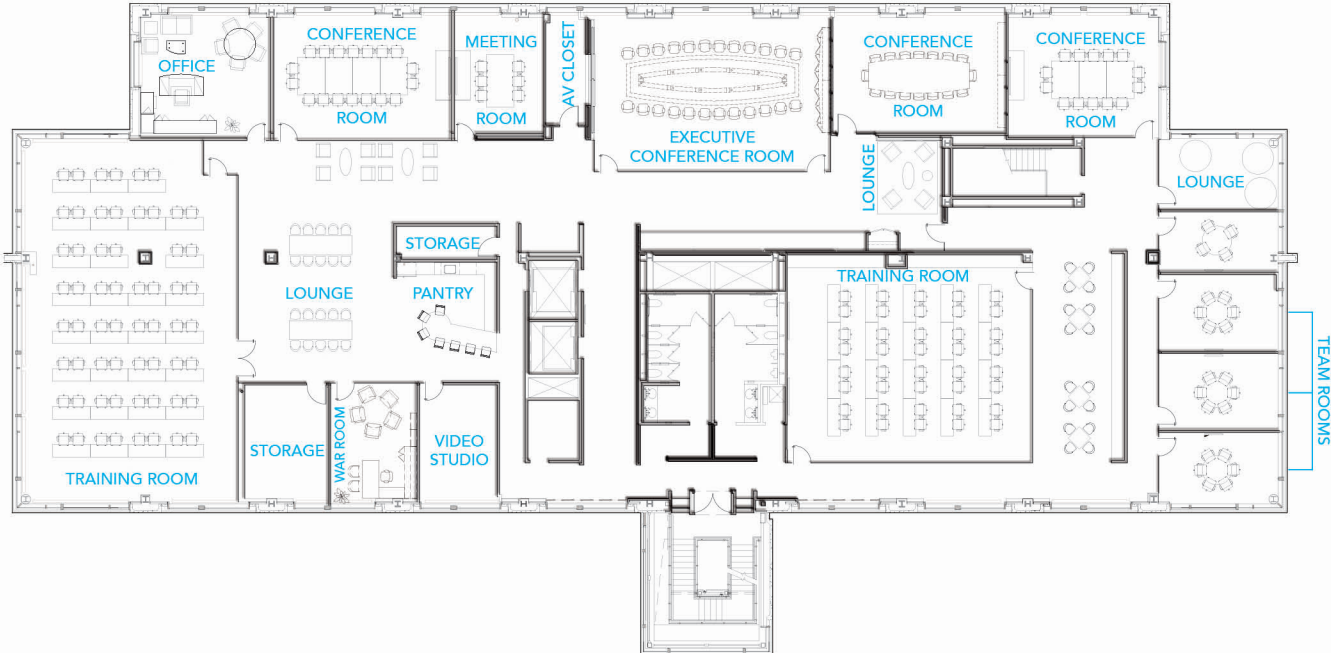 OFFICE
CONFERENCE
ROOM
MEETING
ROOM
AV CLOSET
EXECUTIVE
CONFERENCE ROOM
CONFERENCE
ROOM
CONFERENCE
ROOM
LOUNGE
LOUNGE
STORAGE
LOUNGE
PANTRY
TRAINING ROOM
TEAM ROOMS
STORAGE
WAR ROOM
VIDEO
STUDIO
TRAINING ROOM